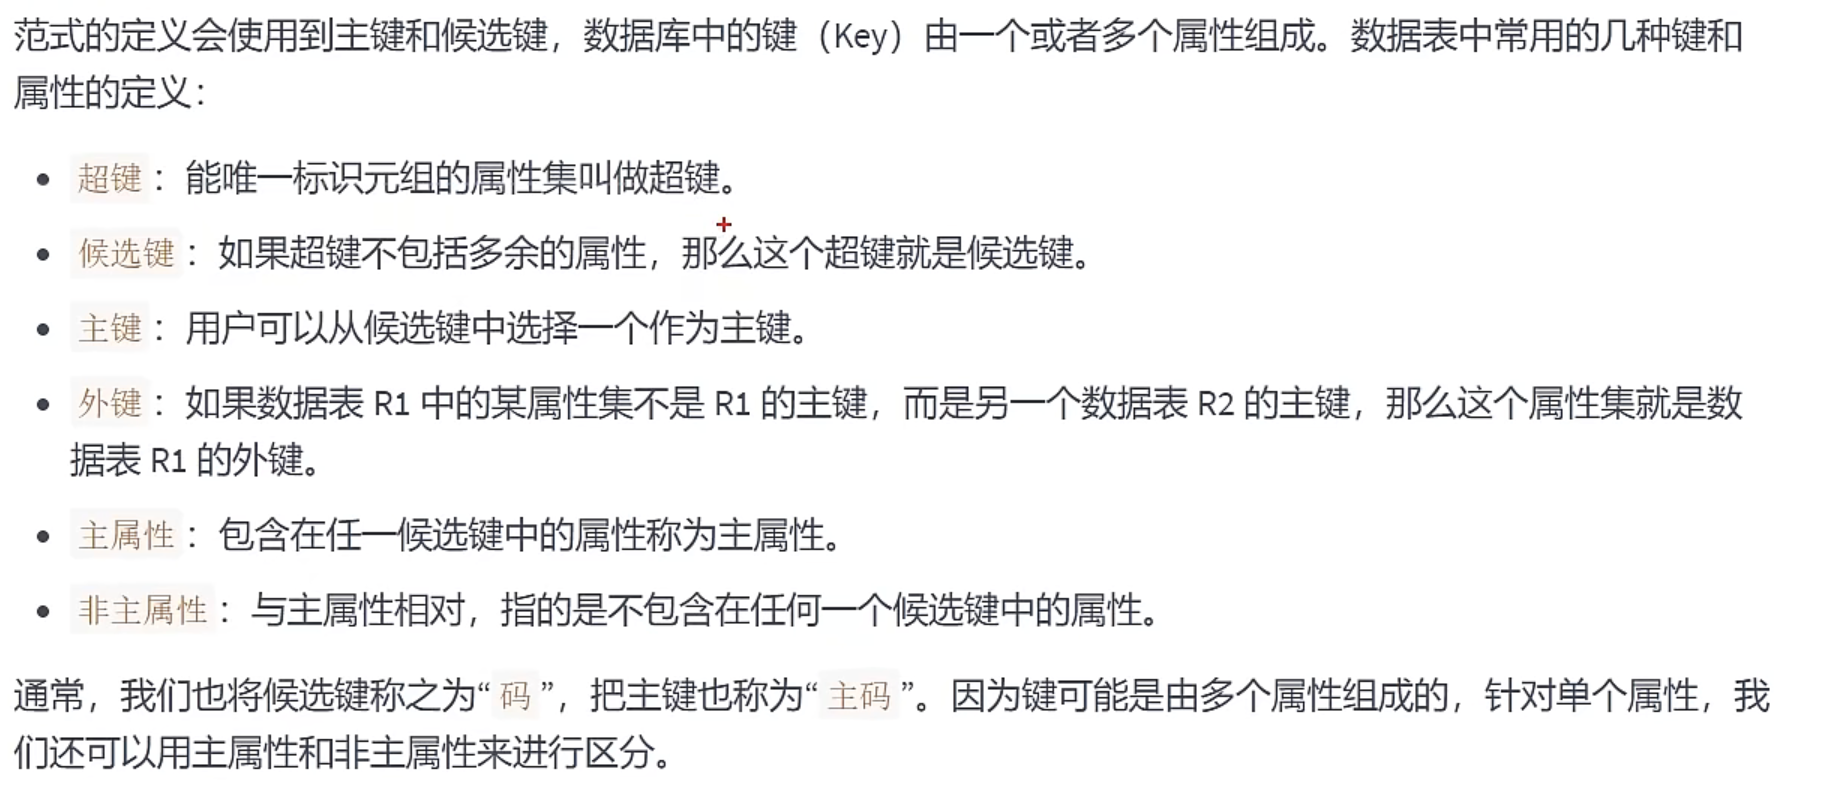 范式的定义会使用到主键和候选键，数据库中的键（Key）由一个或者多个属性组成。数据表中常用的几种键和
属性的定义：
• 超键：能唯一标识元组的属性集叫做超键。
• 候选键：如果超键不包括多余的属性，那么这个超键就是候选键。
• 主键：用户可以从候选键中选择一个作为主键。
• 外键：如果数据表 R1 中的某属性集不是 R1 的主键，而是另一个数据表 R2 的主键，那么这个属性集就是数
据表 R1 的外键。
• 主属性：包含在任一候选键中的属性称为主属性。
• 非主属性：与主属性相对，指的是不包含在任何一个候选键中的属性。
通常，我们也将候选键称之为“码”，把主键也称为“主码”。因为键可能是由多个属性组成的，针对单个属性，我
们还可以用主属性和非主属性来进行区分。